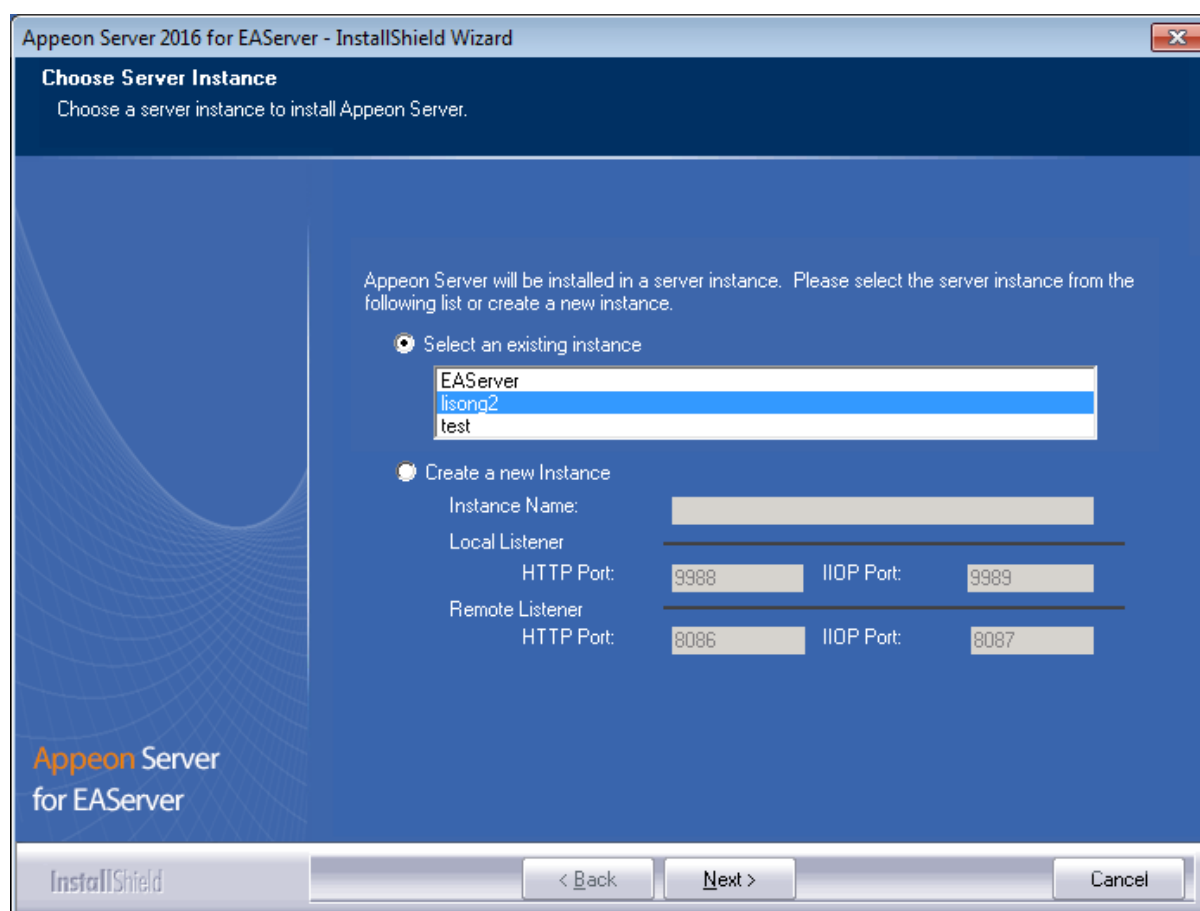 Appeon Server 2016 for EAServer - InstallShield Wizard
Choose Server Instance
Choose a server instance to install Appeon Server.
Appeon Server will be installed in a server instance.  Please select the server instance from the
following list or create a new instance.
Select an existing instance
EAServer
lisong2
test
Create a new Instance
Instance Name:
Local Listener
HTTP Port: 9988 IIOP Port: 9989
Remote Listener
HTTP Port: 8086 IIOP Port: 8087
Appeon Server
for EAServer
InstallShield
< Back Next > Cancel